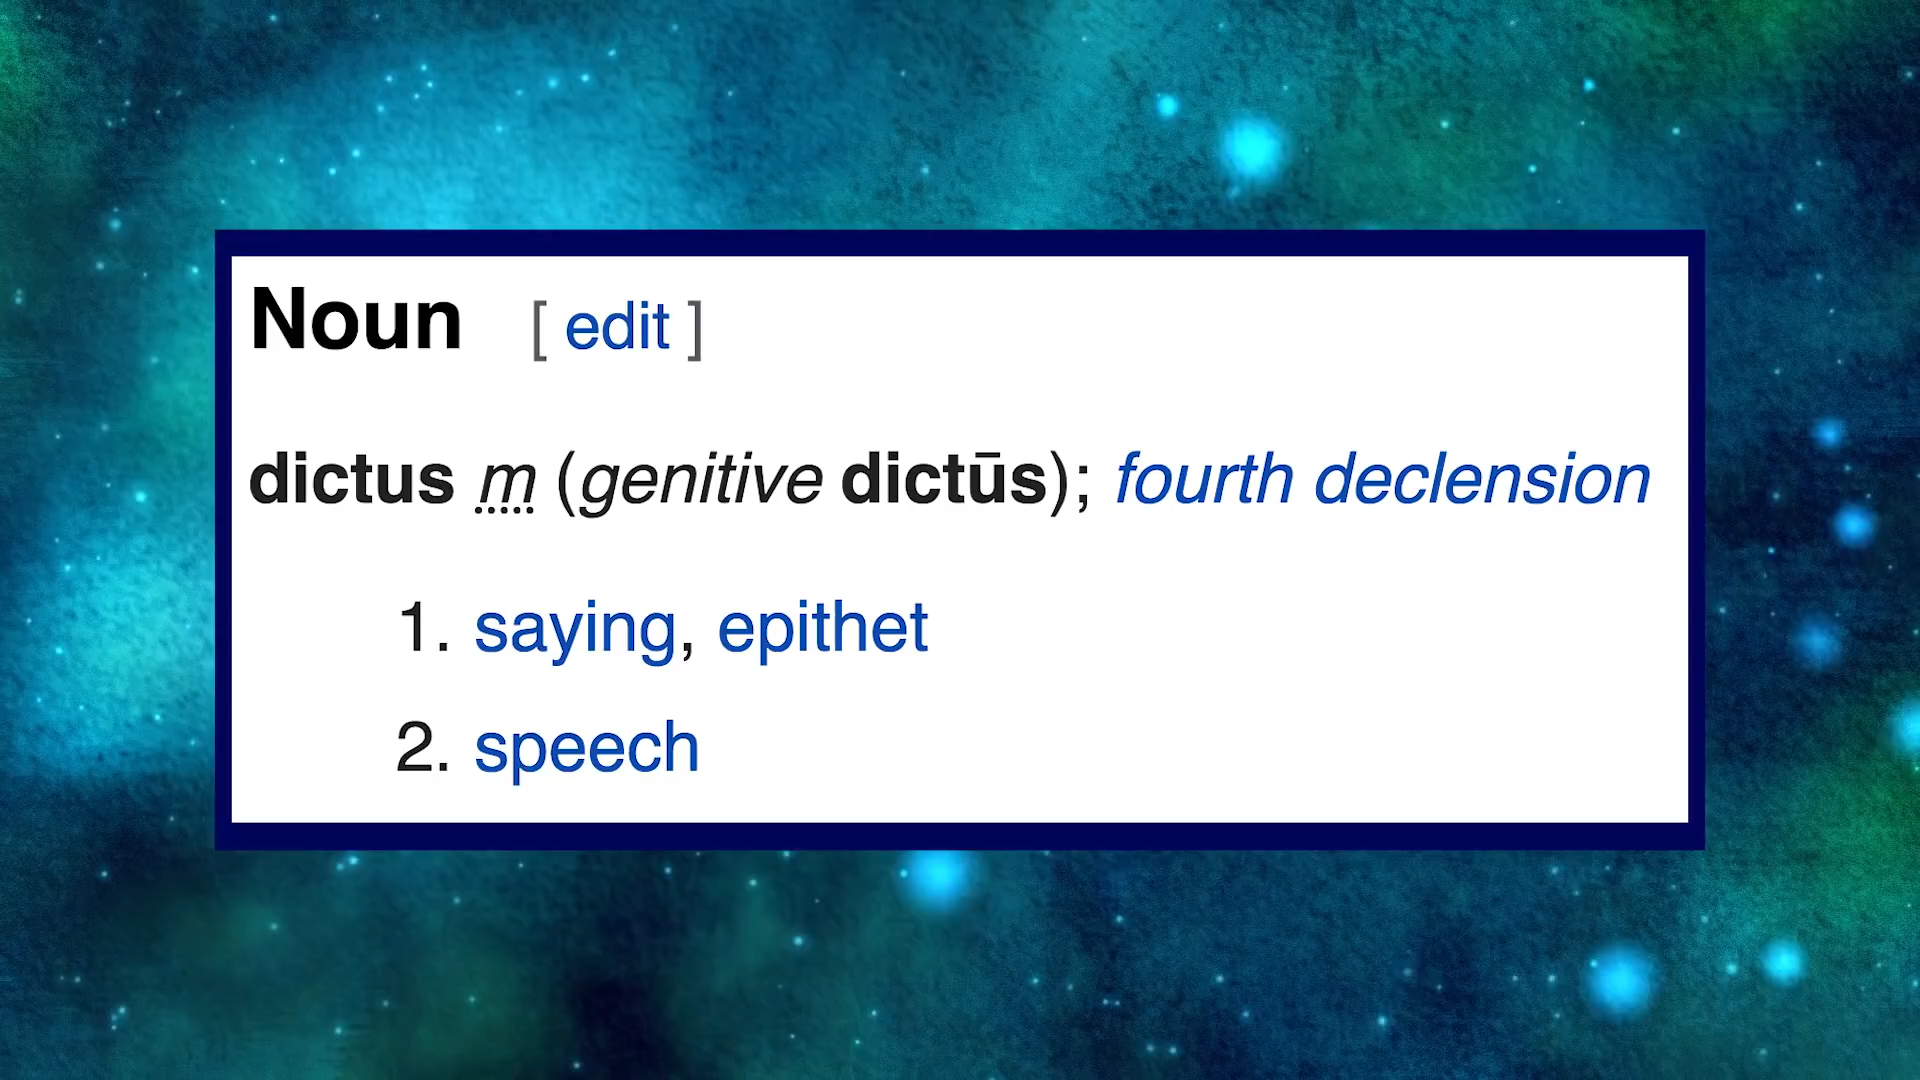 Noun [ edit ]
dictus m (genitive dictūs); fourth declension
1. saying, epithet
2. speech